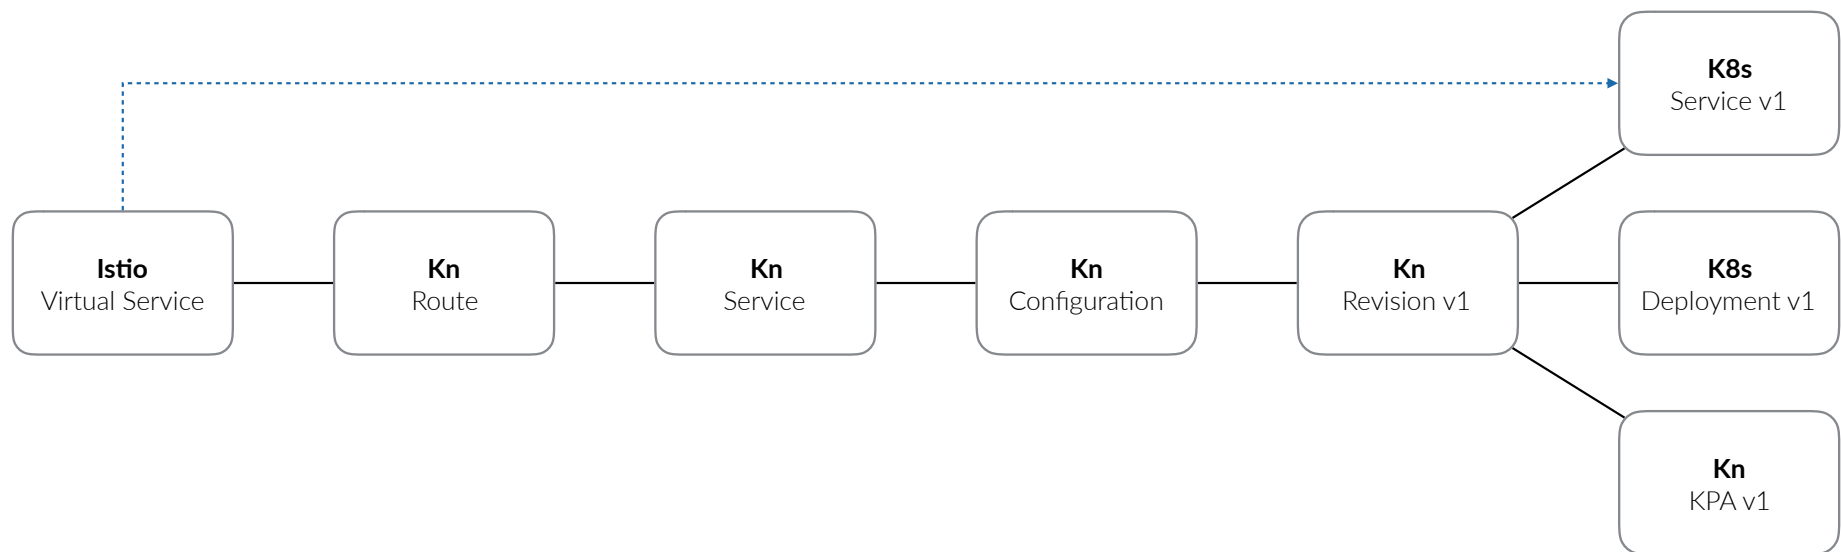 K8s
Service v1
Istio
Virtual Service
Kn
Route
Kn
Service
Kn
Configuration
Kn
Revision v1
K8s
Deployment v1
Kn
KPA v1